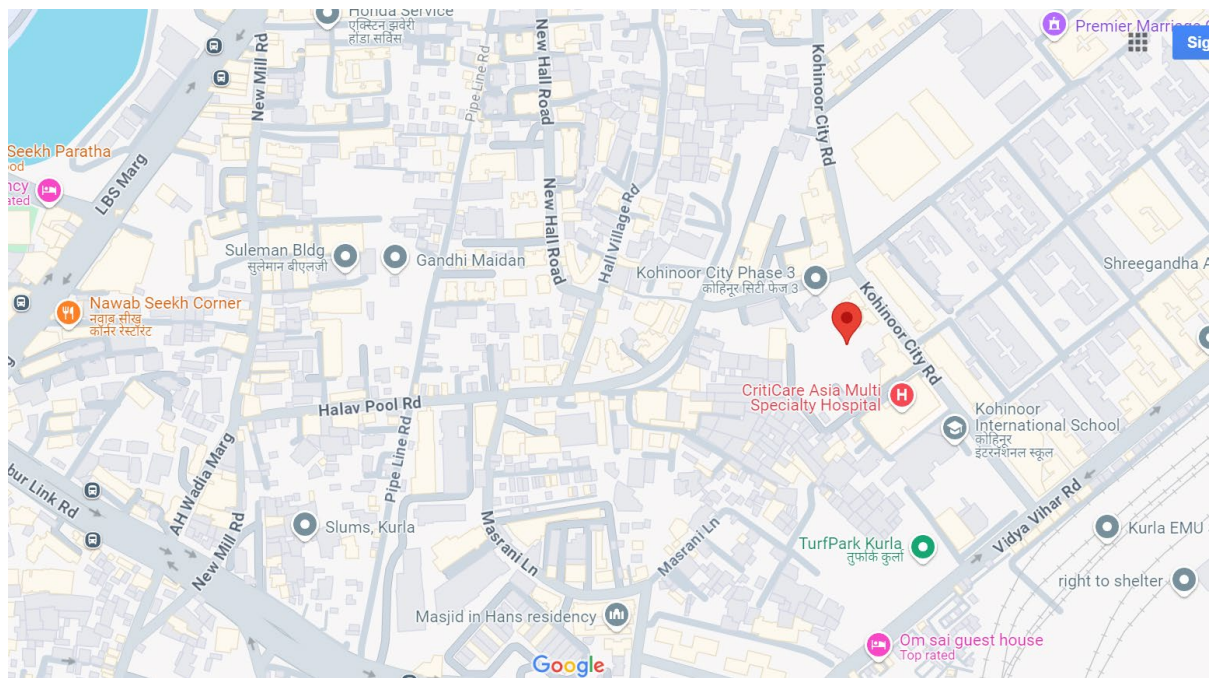 Honda Service
एक्स्टिन झवेरी
होंडा सर्विस
New Mill Rd
Pipe Line Rd
New Hall Road
Kohinoor City Rd
Premier Marria
Sig
Seekh Paratha
LBS Marg
New Hall Road
Hall Village Rd
Suleman Bldg
सुलेमान बीएलजी
Gandhi Maidan
Kohinoor City Phase 3
कोहिनूर सिटी फेज 3
Shreegandha A
Nawab Seekh Corner
नवाब सीख
कॉर्नर रेस्टॉरंट
Kohinoor City Rd
CritiCare Asia Multi
Specialty Hospital
H
Halav Pool Rd
Kohinoor
International School
कोहिनूर
इंटरनॅशनल स्कूल
AH Wadia Marg
Pipe Line Rd
bur Link Rd
Slums, Kurla
Masrani Ln
Masrani Ln
Vidya Vihar Rd
Kurla EMU
TurfPark Kurla
तुर्फार्क कुर्ला
New Mill Rd
right to shelter
Masjid in Hans residency
Om sai guest house
Top rated
Google